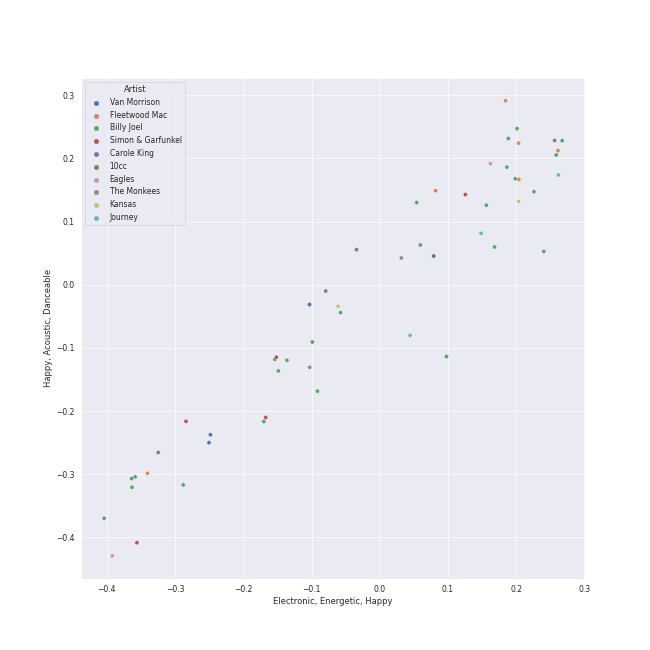 Artist
Van Morrison
Fleetwood Mac
Billy Joel
Simon & Garfunkel
Carole King
10cc
Eagles
The Monkees
Kansas
Journey
0.3
0.2
0.1
0.0
−0.1
−0.2
−0.3
−0.4
Happy, Acoustic, Danceable
−0.4 −0.3 −0.2 −0.1 0.0 0.1 0.2 0.3
Electronic, Energetic, Happy